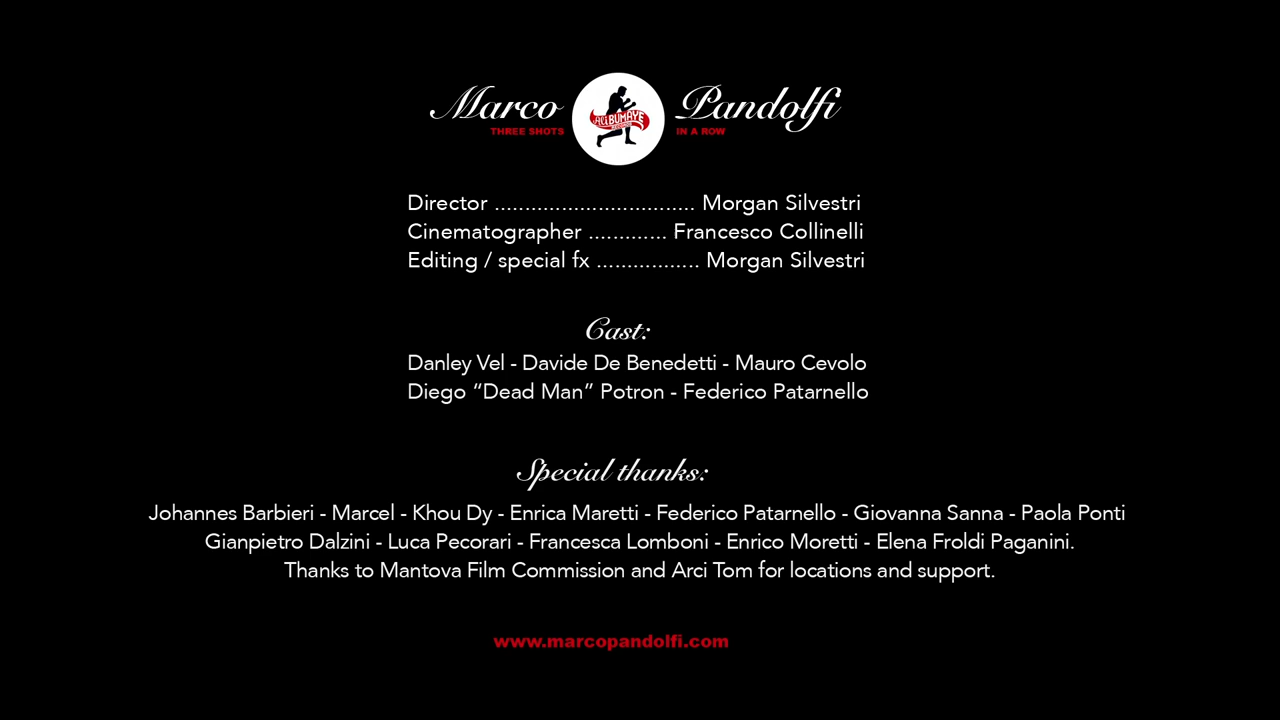 Marco Pandolfi
THREE SHOTS IN A ROW
ALI BUMAYE
Director ................................. Morgan Silvestri
Cinematographer ............. Francesco Collinelli
Editing / special fx ................. Morgan Silvestri
Cast:
Danley Vel - Davide De Benedetti - Mauro Cevolo
Diego “Dead Man” Potron - Federico Patarnello
Special thanks:
Johannes Barbieri - Marcel - Khou Dy - Enrica Maretti - Federico Patarnello - Giovanna Sanna - Paola Ponti
Gianpietro Dalzini - Luca Pecorari - Francesca Lomboni - Enrico Moretti - Elena Froldi Paganini.
Thanks to Mantova Film Commission and Arci Tom for locations and support.
www.marcopandolfi.com